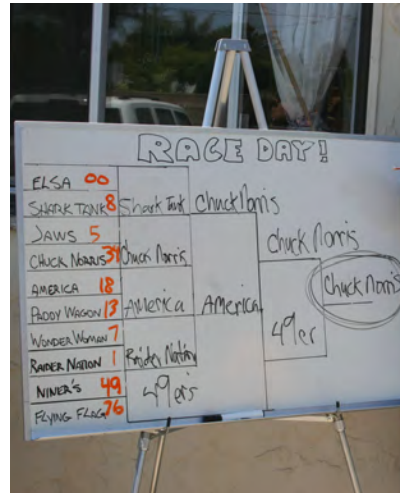 RACE DAY!
ELSA 00
SHARK TANK 8
JAWS 5
CHUCK NORRIS 34
AMERICA 18
PADDY WAGON 13
WONDER WOMAN 7
RAIDER NATION 1
NINER'S 49
FLYING FLAG 76
Shark Tank
Chuck Norris
America
Raider Nation
49ers
Chuck Norris
America
Chuck Norris
49er
Chuck Norris